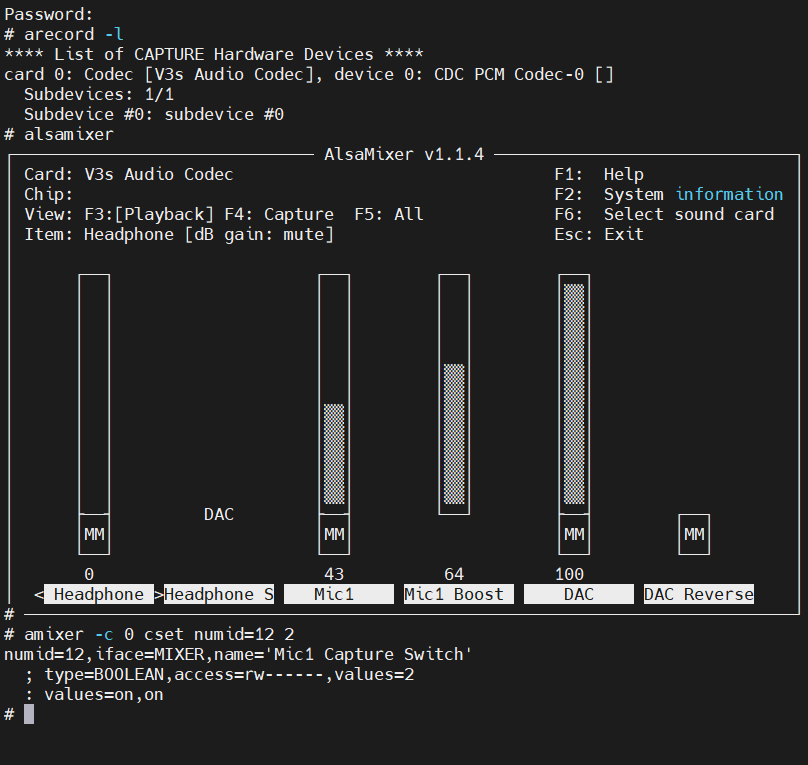 Password:
# arecord -l
**** List of CAPTURE Hardware Devices ****
card 0: Codec [V3s Audio Codec], device 0: CDC PCM Codec-0 []
  Subdevices: 1/1
  Subdevice #0: subdevice #0
# alsamixer
AlsaMixer v1.1.4
Card: V3s Audio Codec F1: Help
Chip: F2: System information
View: F3:[Playback] F4: Capture F5: All F6: Select sound card
Item: Headphone [dB gain: mute] Esc: Exit
DAC
MM MM MM MM
0 43 64 100
< Headphone >Headphone S Mic1 Mic1 Boost DAC DAC Reverse
#
# amixer -c 0 cset numid=12 2
numid=12,iface=MIXER,name='Mic1 Capture Switch'
  ; type=BOOLEAN,access=rw------,values=2
  : values=on,on
#